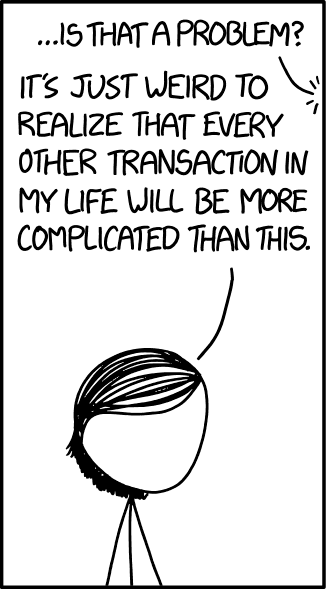 ...IS THAT A PROBLEM?
IT'S JUST WEIRD TO
REALIZE THAT EVERY
OTHER TRANSACTION IN
MY LIFE WILL BE MORE
COMPLICATED THAN THIS.